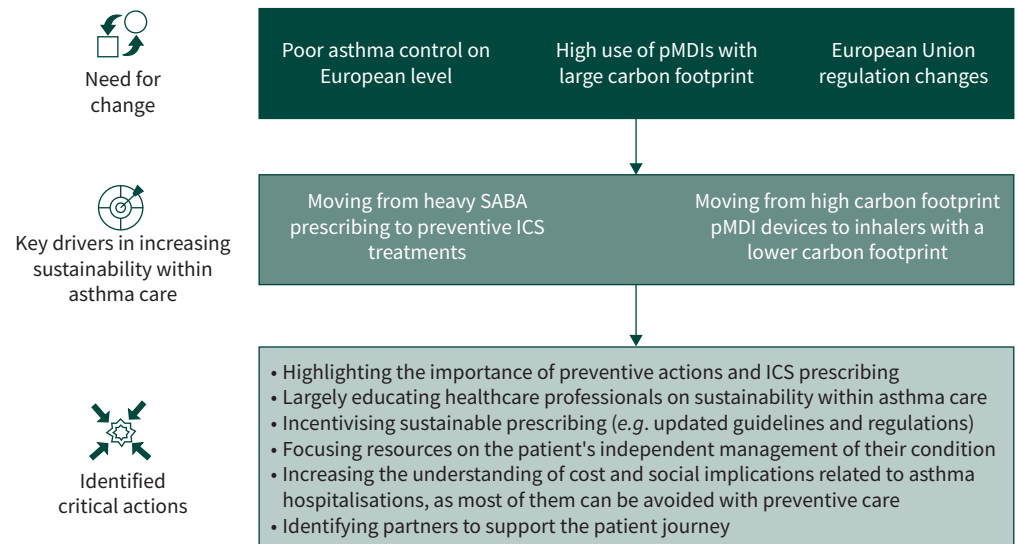 Need for
change
Poor asthma control on
European level
High use of pMDIs with
large carbon footprint
European Union
regulation changes
Key drivers in increasing
sustainability within
asthma care
Moving from heavy SABA
prescribing to preventive ICS
treatments
Moving from high carbon footprint
pMDI devices to inhalers with a
lower carbon footprint
Identified
critical actions
• Highlighting the importance of preventive actions and ICS prescribing
• Largely educating healthcare professionals on sustainability within asthma care
• Incentivising sustainable prescribing (e.g. updated guidelines and regulations)
• Focusing resources on the patient's independent management of their condition
• Increasing the understanding of cost and social implications related to asthma
hospitalisations, as most of them can be avoided with preventive care
• Identifying partners to support the patient journey